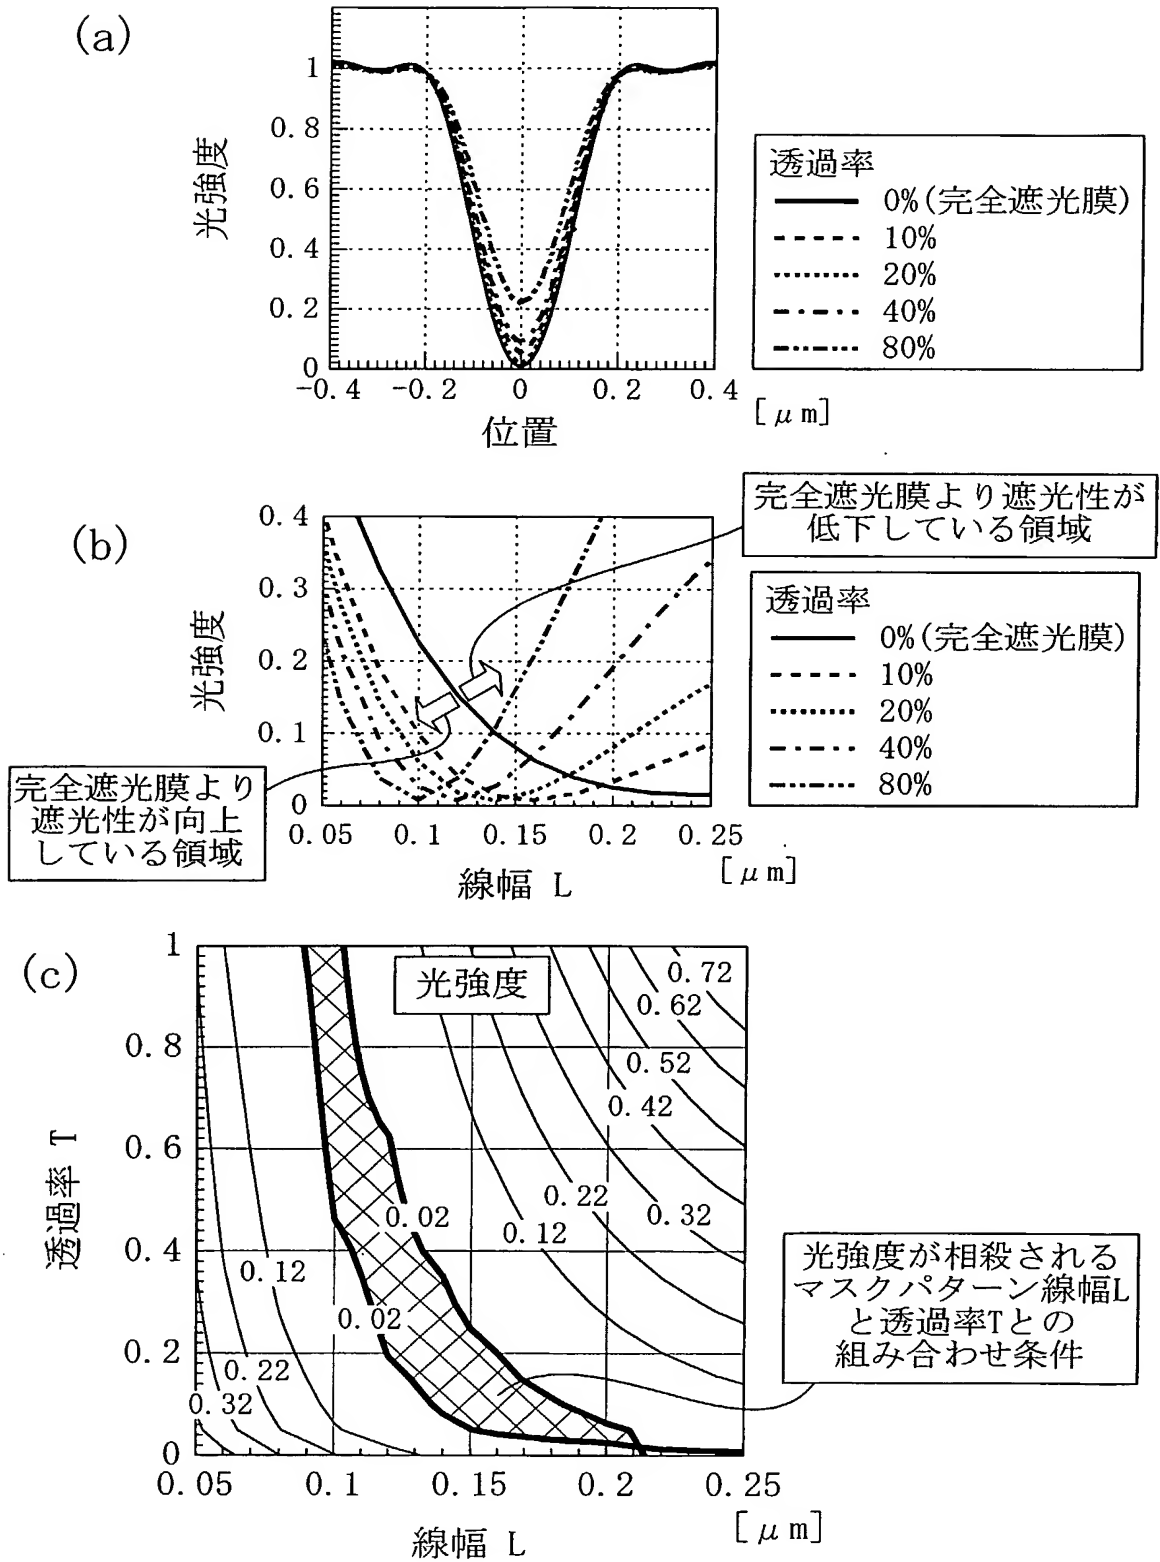 (a)
光強度
1
0.8
0.6
0.4
0.2
0
-0.4 -0.2 0 0.2 0.4
[μm]
位置
透過率
0%(完全遮光膜)
10%
20%
40%
80%
(b)
完全遮光膜より遮光性が
低下している領域
光強度
0.4
0.3
0.2
0.1
0
0.05 0.1 0.15 0.2 0.25
[μm]
線幅 L
透過率
0%(完全遮光膜)
10%
20%
40%
80%
完全遮光膜より
遮光性が向上
している領域
(c)
透過率 T
1
0.8
0.6
0.4
0.2
0
光強度
0.72
0.62
0.52
0.42
0.32
0.22
0.12
0.02
0.02
0.12
0.22
0.32
0.05 0.1 0.15 0.2 0.25
[μm]
線幅 L
光強度が相殺される
マスクパターン線幅L
と透過率Tとの
組み合わせ条件